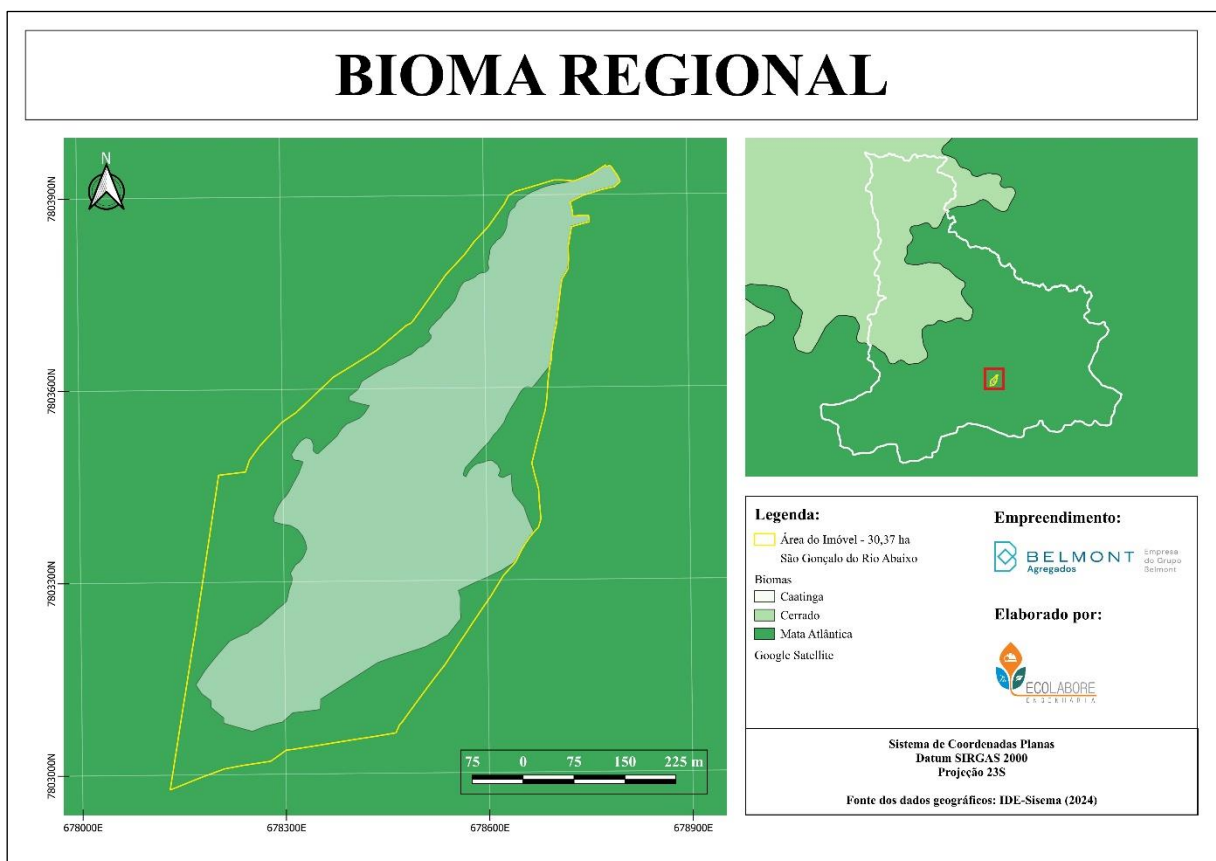 BIOMA REGIONAL
N
7803900N
7803600N
7803300N
7803000N
75 0 75 150 225 m
678000E 678300E 678600E 678900E
Legenda:
Área do Imóvel - 30,37 ha
São Gonçalo do Rio Abaixo
Biomas
Caatinga
Cerrado
Mata Atlântica
Google Satellite
Empreendimento:
BELMONT
Agregados
Empresa
do Grupo
Belmont
Elaborado por:
ECOLABORE
ENGENHARIA
Sistema de Coordenadas Planas
Datum SIRGAS 2000
Projeção 23S
Fonte dos dados geográficos: IDE-Sisema (2024)